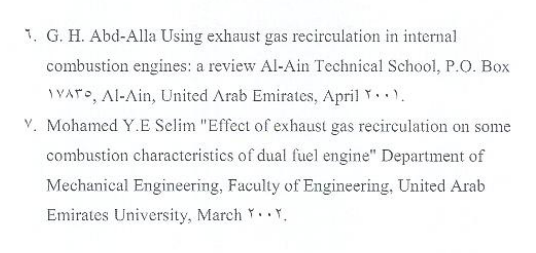 ٦. G. H. Abd-Alla Using exhaust gas recirculation in internal
combustion engines: a review Al-Ain Technical School, P.O. Box
١٧٨٣٥, Al-Ain, United Arab Emirates, April ٢٠٠١.
٧. Mohamed Y.E Selim "Effect of exhaust gas recirculation on some
combustion characteristics of dual fuel engine" Department of
Mechanical Engineering, Faculty of Engineering, United Arab
Emirates University, March ٢٠٠٢.